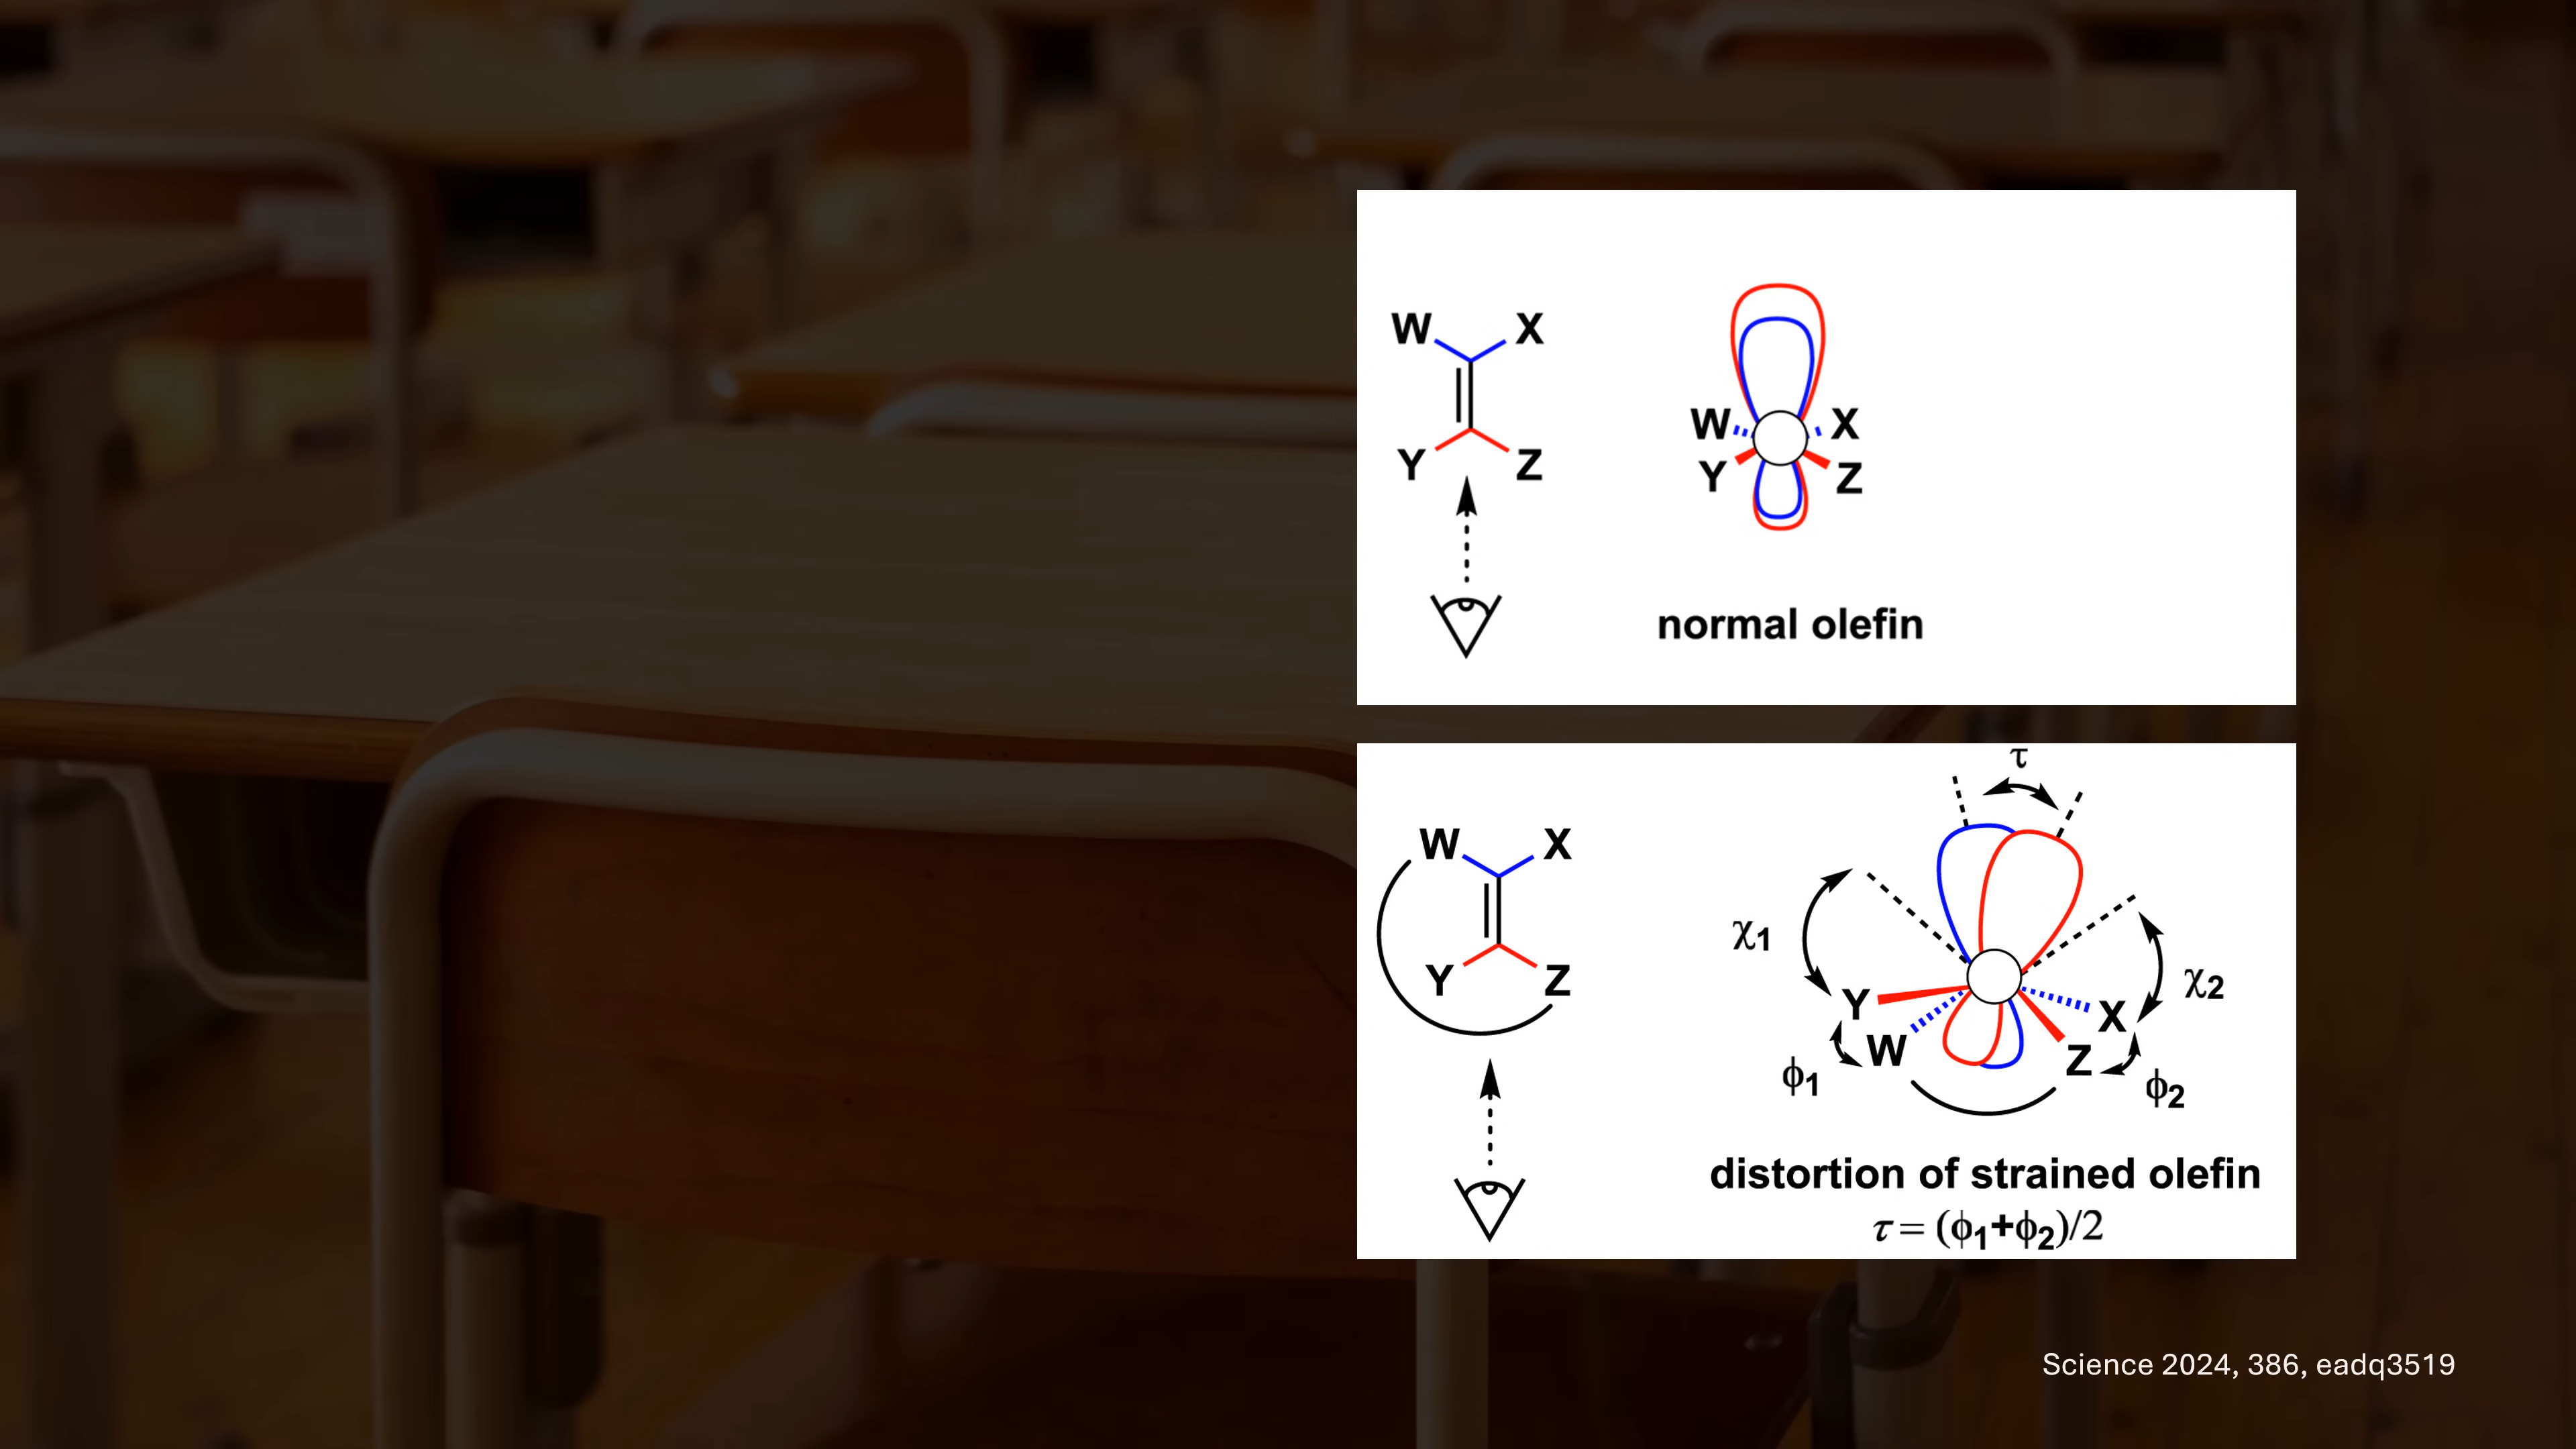 W X
Y Z
W X
Y Z
normal olefin
τ
W X
Y Z
χ1
χ2
Y X
W Z
ϕ1 ϕ2
distortion of strained olefin
τ = (ϕ1+ϕ2)/2
Science 2024, 386, eadq3519